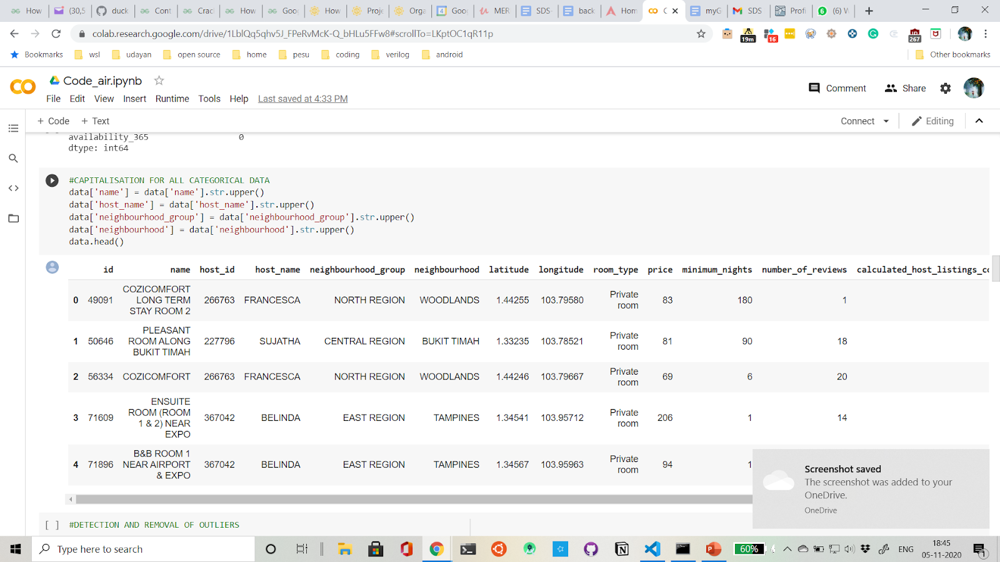 How
(30,5
duck
Cont
Crac
How
Goo
How
Proje
Orga
Goo
MER
SDS-
back
Hom
C
myG
SDS
Profi
(6) W
colab.research.google.com/drive/1LblQq5qhv5J_FPeRvMcK-Q_bHLu5FFw8#scrollTo=LKptOC1qR11p
19m
16
267
Bookmarks wsl udayan open source home pesu coding verilog android Other bookmarks
Code_air.ipynb
File Edit View Insert Runtime Tools Help Last saved at 4:33 PM
Comment Share
+ Code + Text Connect Editing
availability_365 0
dtype: int64
#CAPITALISATION FOR ALL CATEGORICAL DATA
data['name'] = data['name'].str.upper()
data['host_name'] = data['host_name'].str.upper()
data['neighbourhood_group'] = data['neighbourhood_group'].str.upper()
data['neighbourhood'] = data['neighbourhood'].str.upper()
data.head()
id name host_id host_name neighbourhood_group neighbourhood latitude longitude room_type price minimum_nights number_of_reviews calculated_host_listings_co
0 49091 COZICOMFORT LONG TERM STAY ROOM 2 266763 FRANCESCA NORTH REGION WOODLANDS 1.44255 103.79580 Private room 83 180 1
1 50646 PLEASANT ROOM ALONG BUKIT TIMAH 227796 SUJATHA CENTRAL REGION BUKIT TIMAH 1.33235 103.78521 Private room 81 90 18
2 56334 COZICOMFORT 266763 FRANCESCA NORTH REGION WOODLANDS 1.44246 103.79667 Private room 69 6 20
3 71609 ENSUITE ROOM (ROOM 1 & 2) NEAR EXPO 367042 BELINDA EAST REGION TAMPINES 1.34541 103.95712 Private room 206 1 14
4 71896 B&B ROOM 1 NEAR AIRPORT & EXPO 367042 BELINDA EAST REGION TAMPINES 1.34567 103.95963 Private room 94 1
Screenshot saved
The screenshot was added to your
OneDrive.
OneDrive
[ ] #DETECTION AND REMOVAL OF OUTLIERS
Type here to search
60%
ENG
18:45
05-11-2020
1